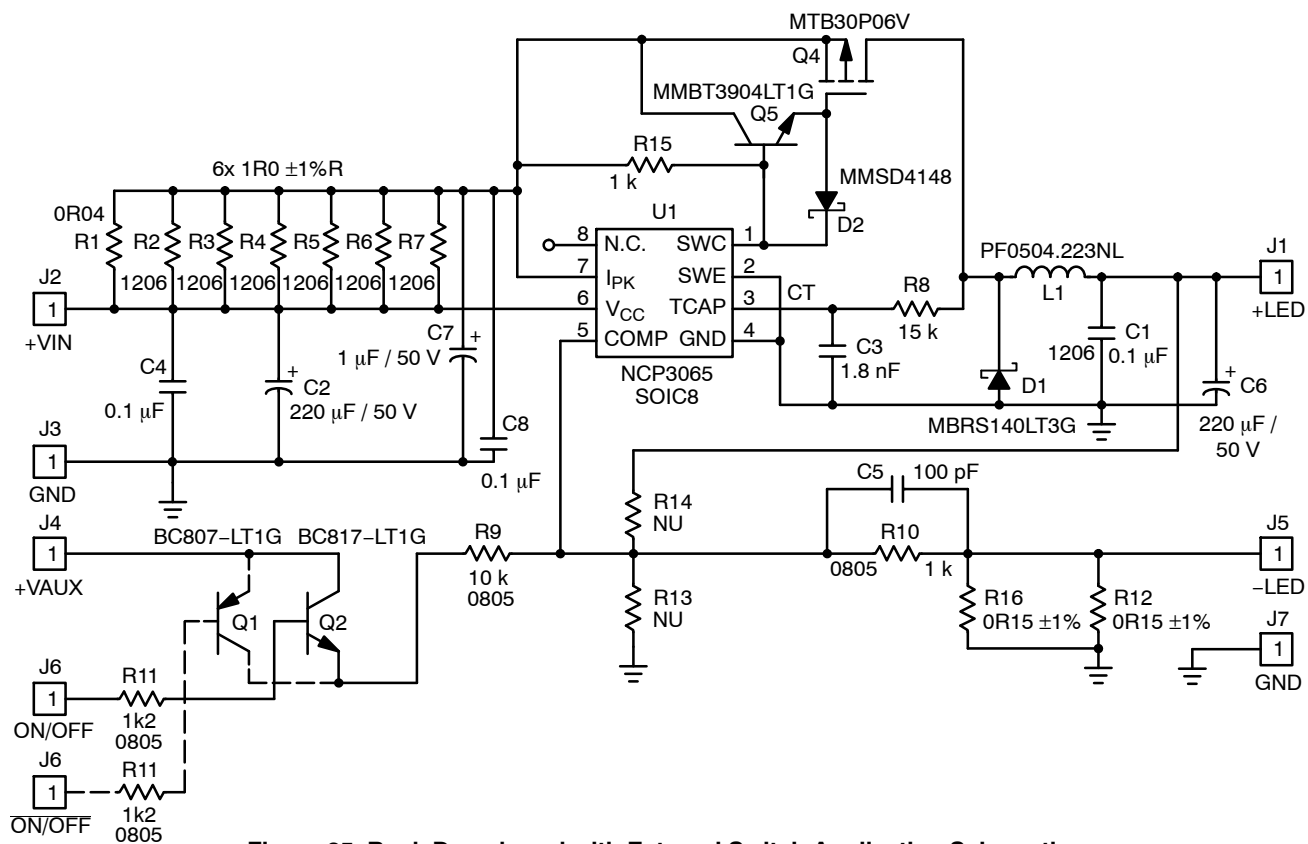 MTB30P06V
Q4
MMBT3904LT1G
Q5
R15
1 k
6x 1R0 ±1%R
MMSD4148
D2
0R04
R1 R2 R3 R4 R5 R6 R7
1206 1206 1206 1206 1206 1206
U1
8 N.C. SWC 1
7 IPK SWE 2
6 VCC TCAP 3
5 COMP GND 4
NCP3065
SOIC8
CT
R8
15 k
C3
1.8 nF
PF0504.223NL
L1
J1
1
+LED
J2
1
+VIN
C4
0.1 µF
C2
220 µF / 50 V
+
C7
1 µF / 50 V
+
C8
0.1 µF
D1
MBRS140LT3G
C1
1206 0.1 µF
+
C6
220 µF /
50 V
J3
1
GND
J4
1
+VAUX
BC807−LT1G BC817−LT1G
Q1 Q2
R9
10 k
0805
R14
NU
R13
NU
C5 100 pF
R10
0805 1 k
R16
0R15 ±1%
R12
0R15 ±1%
J5
1
−LED
J7
1
GND
J6
1
ON/OFF
R11
1k2
0805
J6
1
ON/OFF
R11
1k2
0805